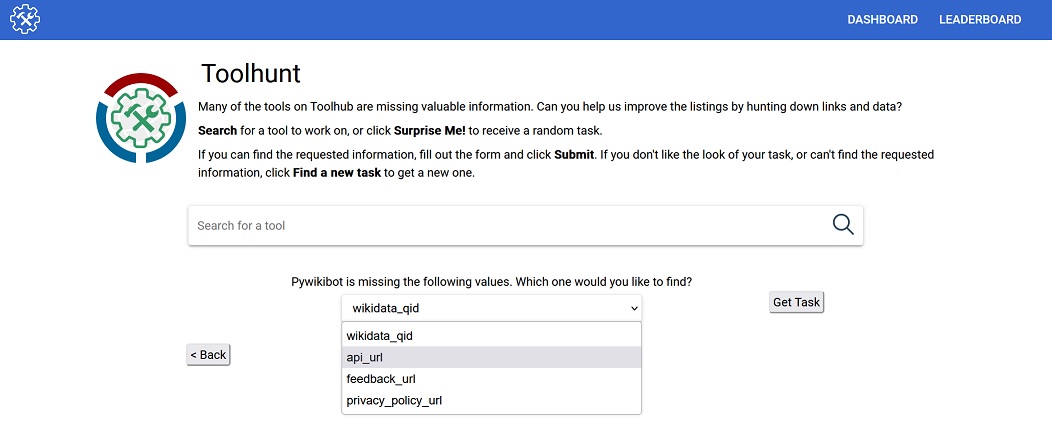 DASHBOARD LEADERBOARD
Toolhunt
Many of the tools on Toolhub are missing valuable information. Can you help us improve the listings by hunting down links and data?
Search for a tool to work on, or click Surprise Me! to receive a random task.
If you can find the requested information, fill out the form and click Submit. If you don't like the look of your task, or can't find the requested
information, click Find a new task to get a new one.
Search for a tool
Pywikibot is missing the following values. Which one would you like to find?
wikidata_qid
Get Task
wikidata_qid
api_url
feedback_url
privacy_policy_url
< Back